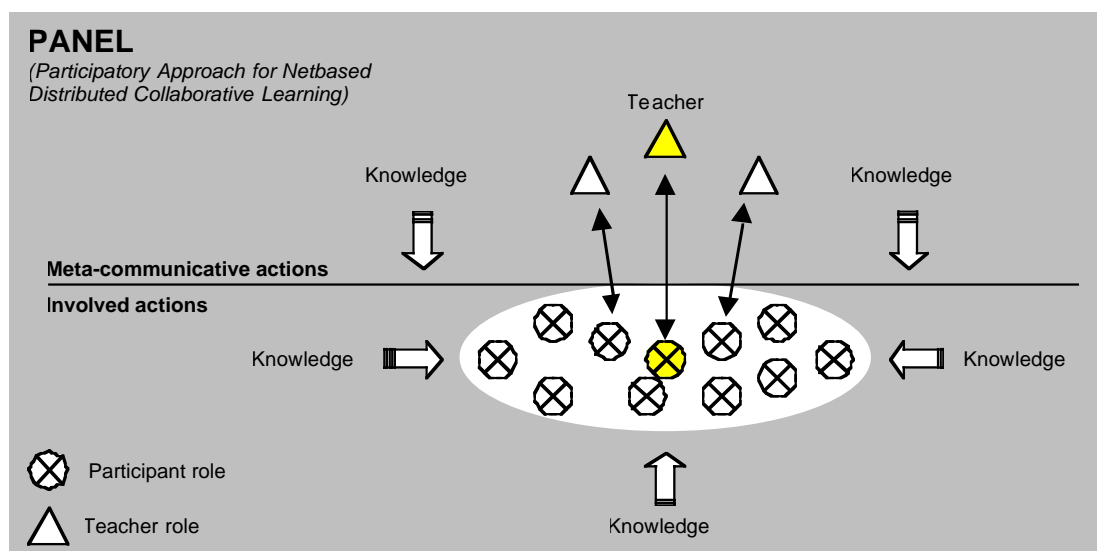 PANEL
(Participatory Approach for Netbased
Distributed Collaborative Learning)
Teacher
Knowledge
Knowledge
Meta-communicative actions
Involved actions
Knowledge
Knowledge
Participant role
Teacher role
Knowledge